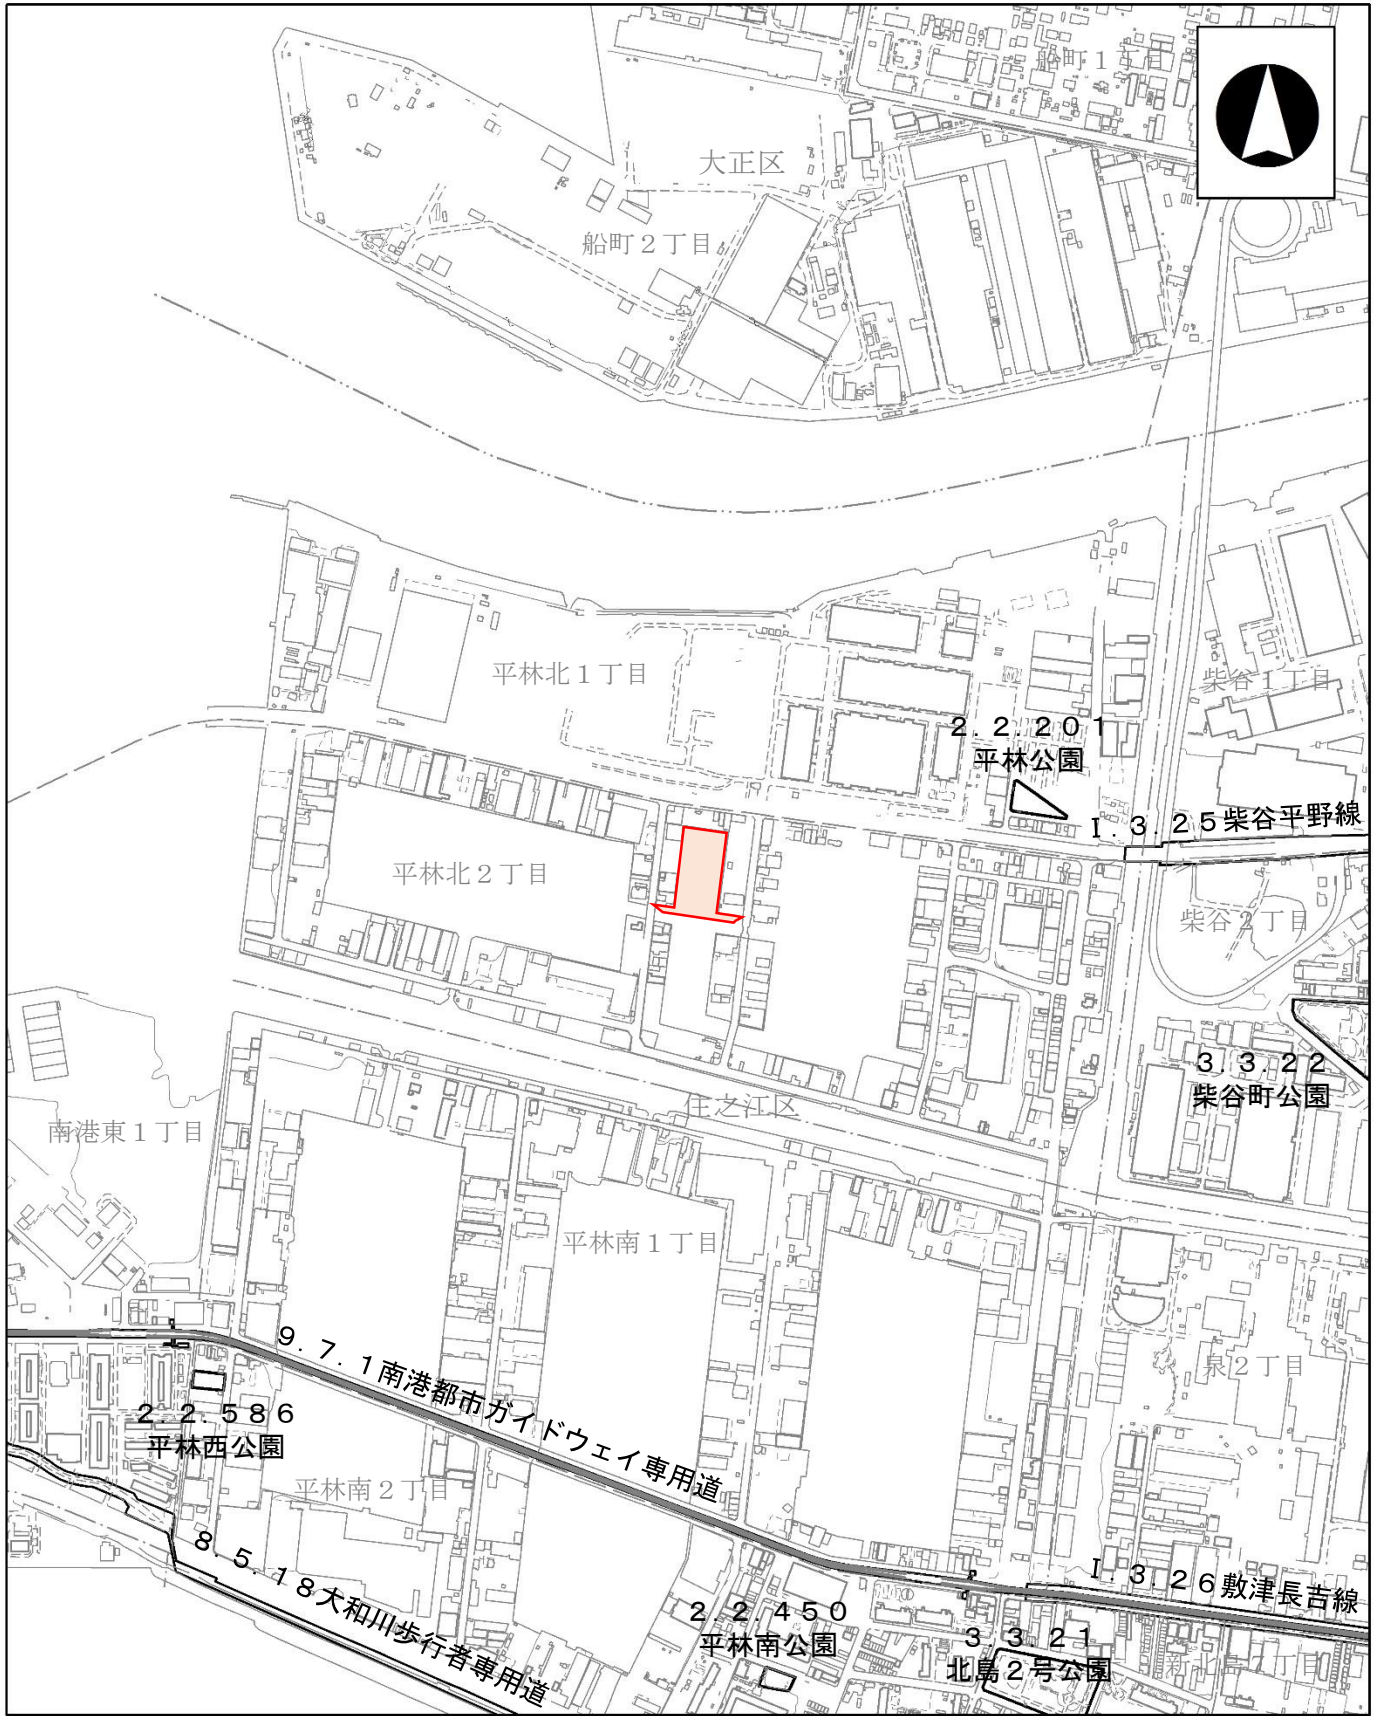 船町１丁目
大正区
船町２丁目
平林北１丁目
柴谷１丁目
２.２.２０１
平林公園
Ⅰ.３.２５柴谷平野線
平林北２丁目
柴谷２丁目
３.３.２２
柴谷町公園
住之江区
南港東１丁目
平林南１丁目
９.７.１南港都市ガイドウェイ専用道
泉２丁目
２.２.５８６
平林西公園
平林南２丁目
８.５.１８大和川歩行者専用道
Ⅰ.３.２６敷津長吉線
２.２.４５０
平林南公園
３.３.２１
北島２号公園